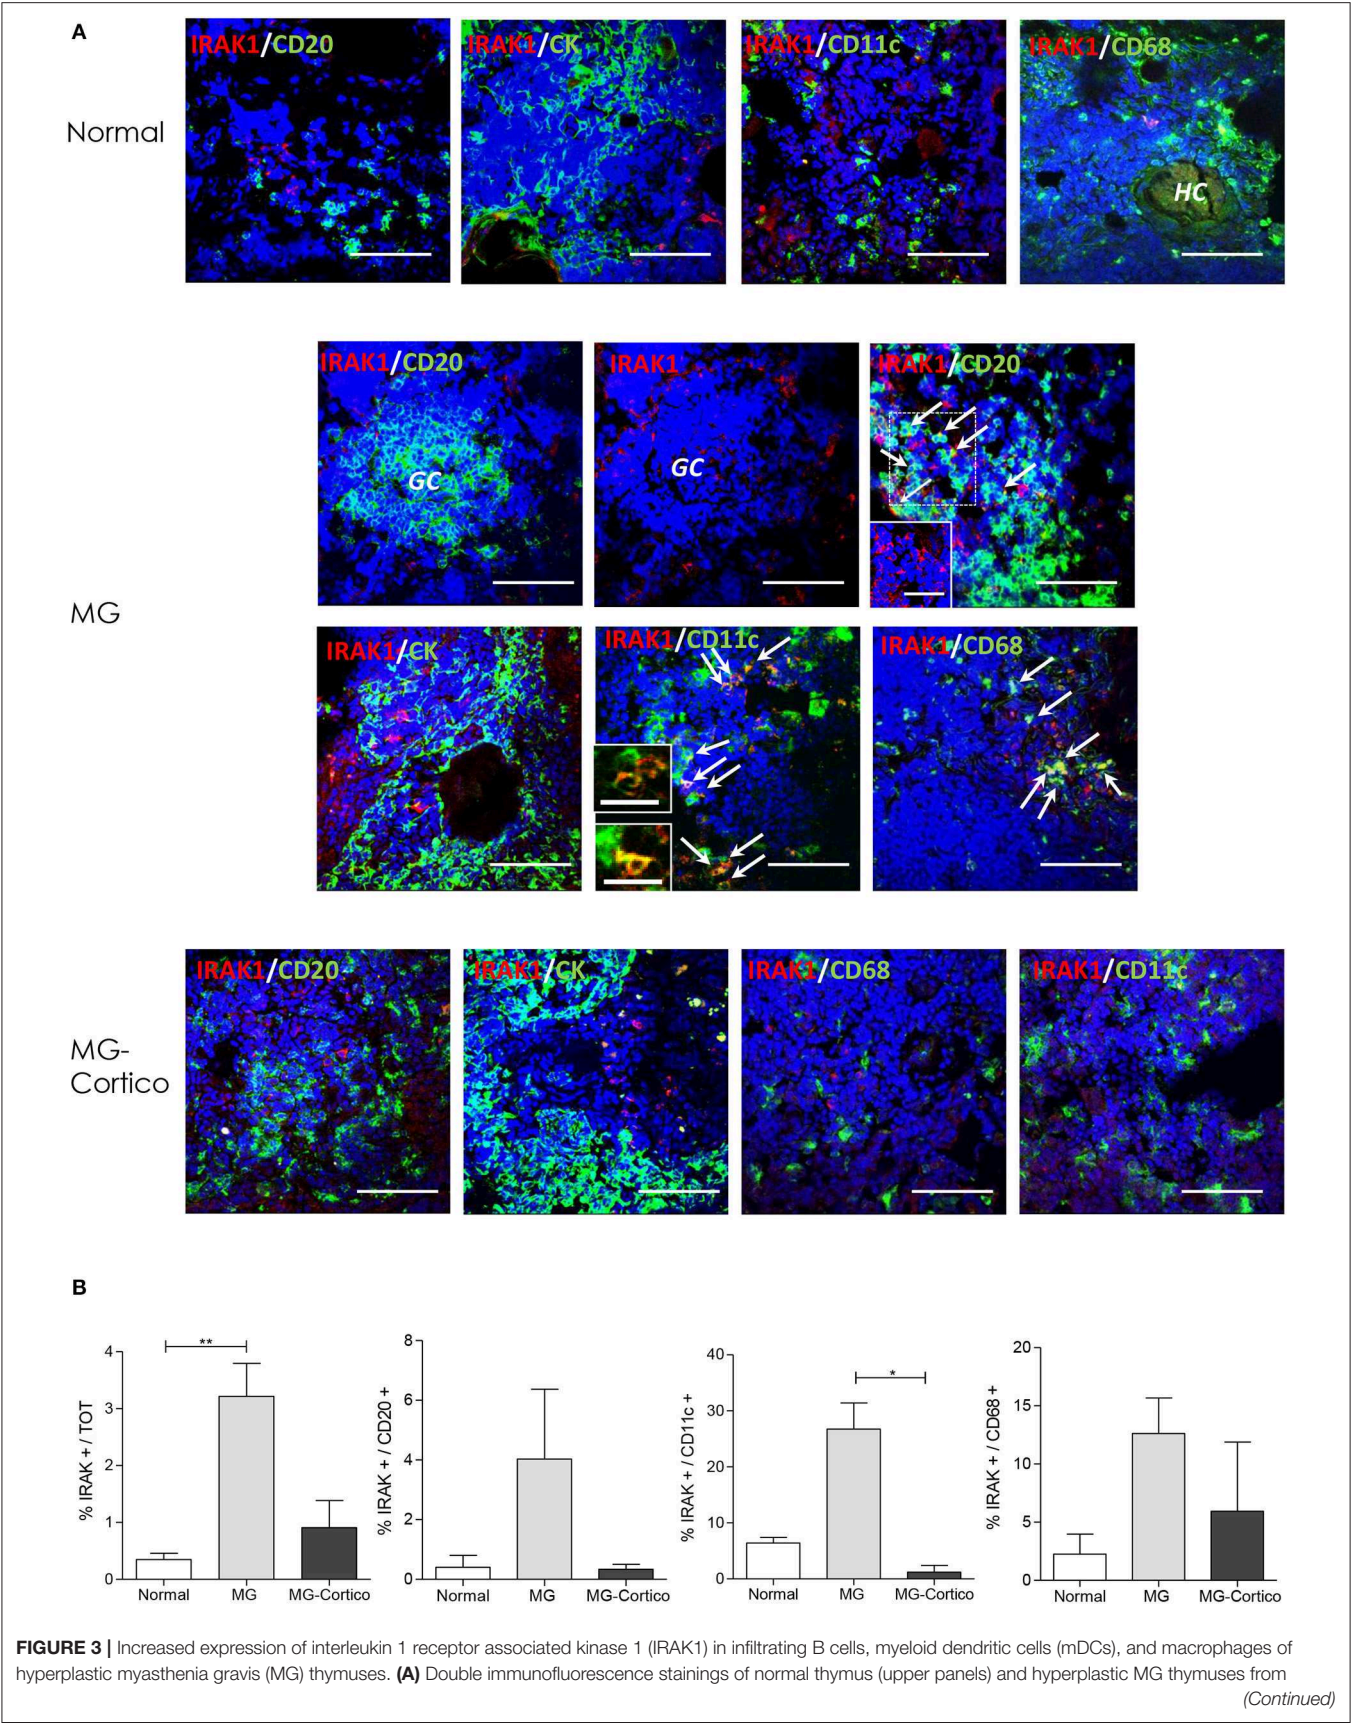 A
Normal
IRAK1/CD20
IRAK1/CK
IRAK1/CD11c
IRAK1/CD68
HC
MG
IRAK1/CD20
GC
IRAK1
GC
IRAK1/CD20
IRAK1/CK
IRAK1/CD11c
IRAK1/CD68
MG-
Cortico
IRAK1/CD20
IRAK1/CK
IRAK1/CD68
IRAK1/CD11c
B
% IRAK + / TOT
4
3
2
1
0
**
Normal
MG
MG-Cortico
% IRAK + / CD20 +
8
6
4
2
0
Normal
MG
MG-Cortico
% IRAK + / CD11c +
40
30
20
10
0
*
Normal
MG
MG-Cortico
% IRAK + / CD68 +
20
15
10
5
0
Normal
MG
MG-Cortico
FIGURE 3 | Increased expression of interleukin 1 receptor associated kinase 1 (IRAK1) in infiltrating B cells, myeloid dendritic cells (mDCs), and macrophages of
hyperplastic myasthenia gravis (MG) thymuses. (A) Double immunofluorescence stainings of normal thymus (upper panels) and hyperplastic MG thymuses from
(Continued)